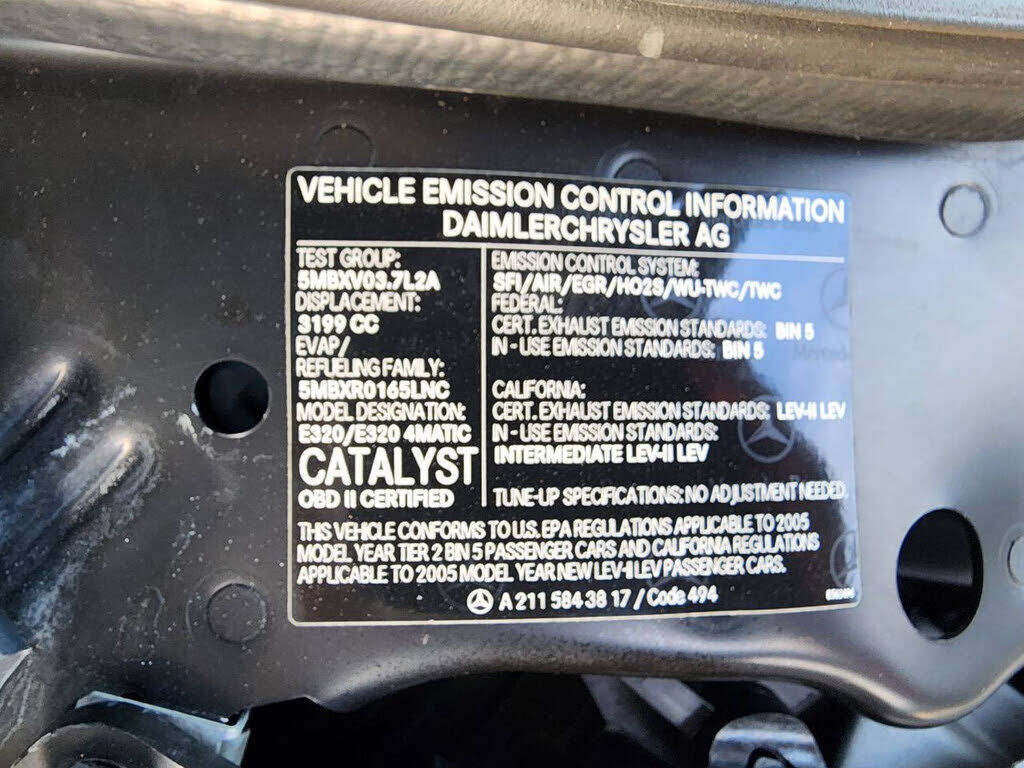 VEHICLE EMISSION CONTROL INFORMATION
DAIMLERCHRYSLER AG
TEST GROUP:
5MBXV03.7L2A
DISPLACEMENT:
3199 CC
EVAP/
REFUELING FAMILY:
5MBXR0165LNC
MODEL DESIGNATION:
E320/E320 4MATIC
CATALYST
OBD II CERTIFIED
EMISSION CONTROL SYSTEM:
SFI/AIR/EGR/HO2S/WU-TWC/TWC
FEDERAL:
CERT. EXHAUST EMISSION STANDARDS: BIN 5
IN - USE EMISSION STANDARDS: BIN 5
CALIFORNIA:
CERT. EXHAUST EMISSION STANDARDS: LEV-II LEV
IN - USE EMISSION STANDARDS:
INTERMEDIATE LEV-II LEV
TUNE-UP SPECIFICATIONS: NO ADJUSTMENT NEEDED.
THIS VEHICLE CONFORMS TO U.S. EPA REGULATIONS APPLICABLE TO 2005
MODEL YEAR TIER 2 BIN 5 PASSENGER CARS AND CALIFORNIA REGULATIONS
APPLICABLE TO 2005 MODEL YEAR NEW LEV-II LEV PASSENGER CARS.
A 211 584 38 17 / Code 494